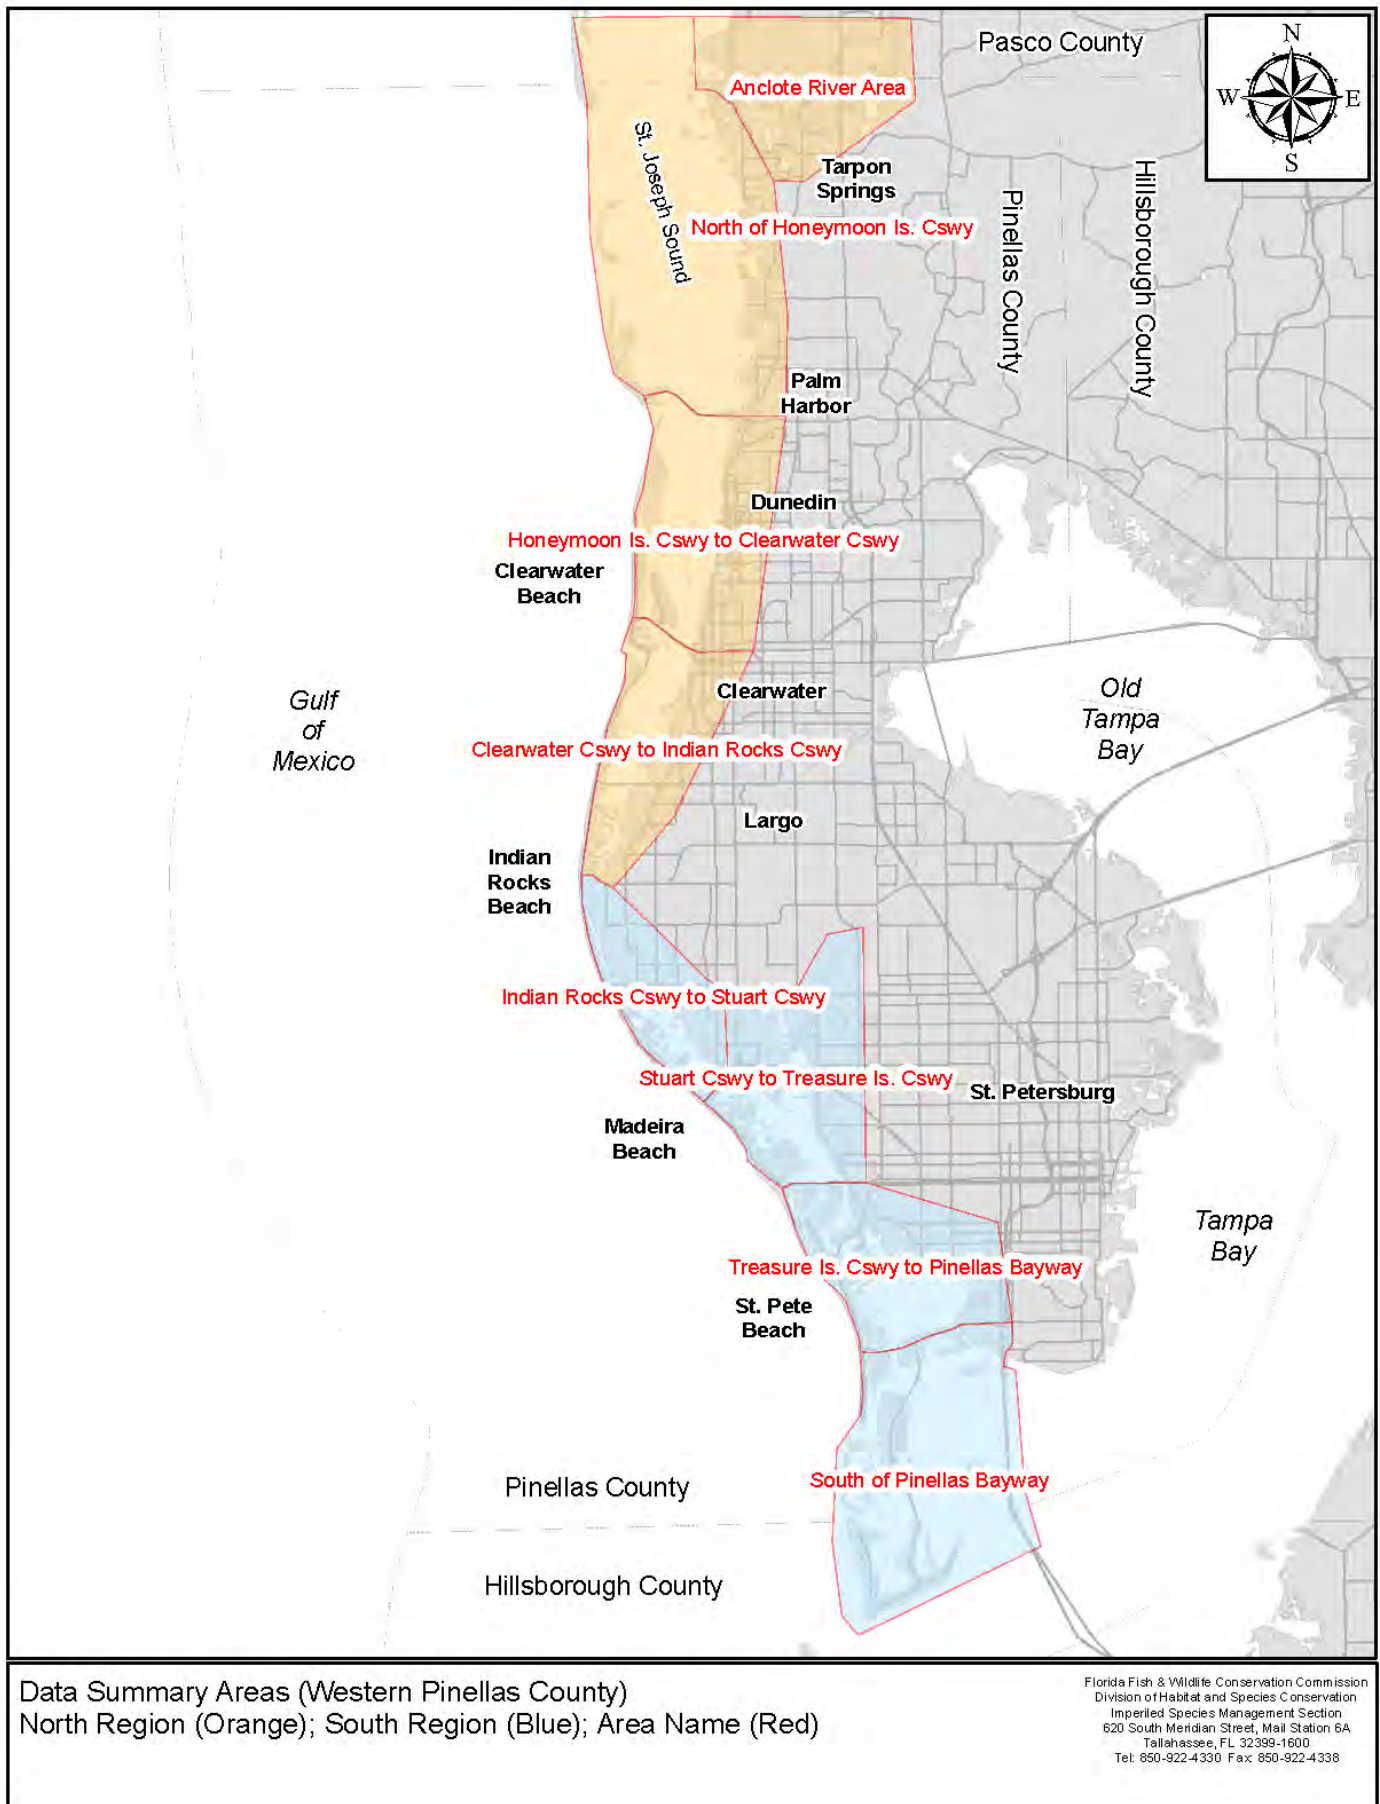 Pasco County
N
W
E
S
Anclote River Area
St. Joseph Sound
Tarpon
Springs
Pinellas County
Hillsborough County
North of Honeymoon Is. Cswy
Palm
Harbor
Dunedin
Honeymoon Is. Cswy to Clearwater Cswy
Clearwater
Beach
Clearwater
Gulf
of
Mexico
Old
Tampa
Bay
Clearwater Cswy to Indian Rocks Cswy
Largo
Indian
Rocks
Beach
Indian Rocks Cswy to Stuart Cswy
Stuart Cswy to Treasure Is. Cswy
St. Petersburg
Madeira
Beach
Tampa
Bay
Treasure Is. Cswy to Pinellas Bayway
St. Pete
Beach
South of Pinellas Bayway
Pinellas County
Hillsborough County
Data Summary Areas (Western Pinellas County)
North Region (Orange); South Region (Blue); Area Name (Red)
Florida Fish & Wildlife Conservation Commission
Division of Habitat and Species Conservation
Imperiled Species Management Section
620 South Meridian Street, Mail Station 6A
Tallahassee, FL 32399-1600
Tel: 850-922-4330 Fax: 850-922-4338